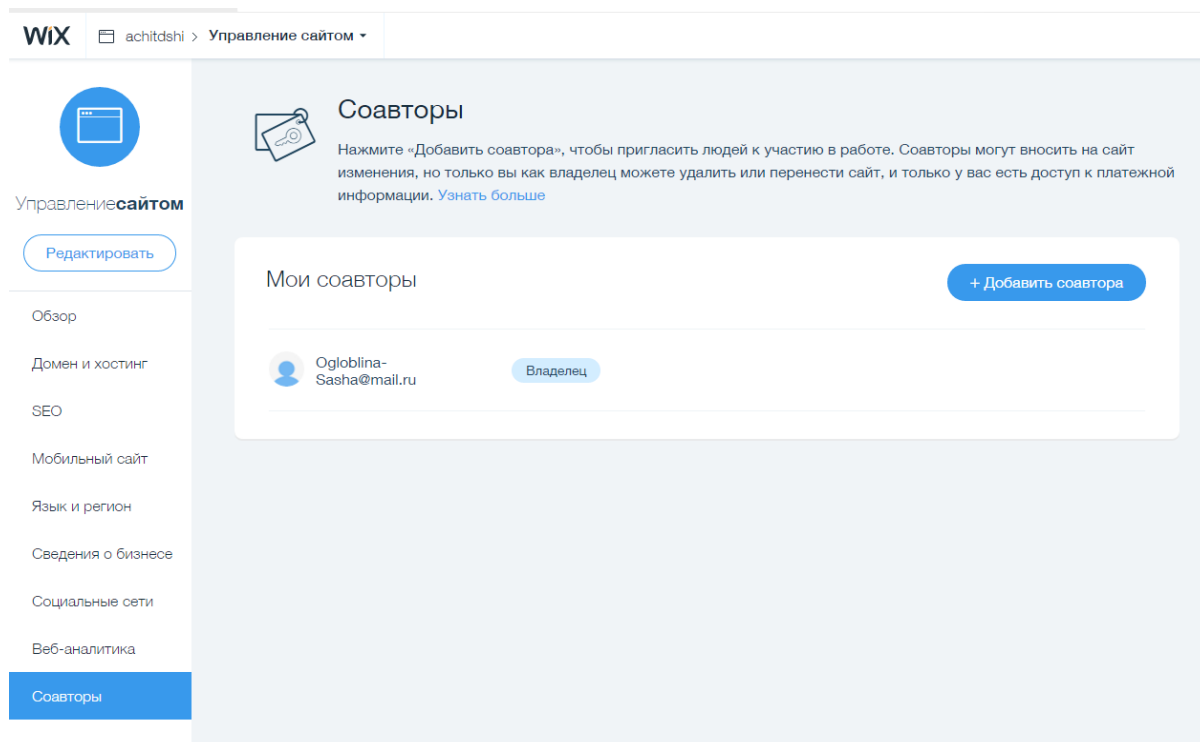 WiX achitdshi > Управление сайтом
Соавторы
Нажмите «Добавить соавтора», чтобы пригласить людей к участию в работе. Соавторы могут вносить на сайт
изменения, но только вы как владелец можете удалить или перенести сайт, и только у вас есть доступ к платежной
информации. Узнать больше
Управлениесайтом
Редактировать
Обзор
Домен и хостинг
SEO
Мобильный сайт
Язык и регион
Сведения о бизнесе
Социальные сети
Веб-аналитика
Соавторы
Мои соавторы
+ Добавить соавтора
Ogloblina-
Sasha@mail.ru
Владелец